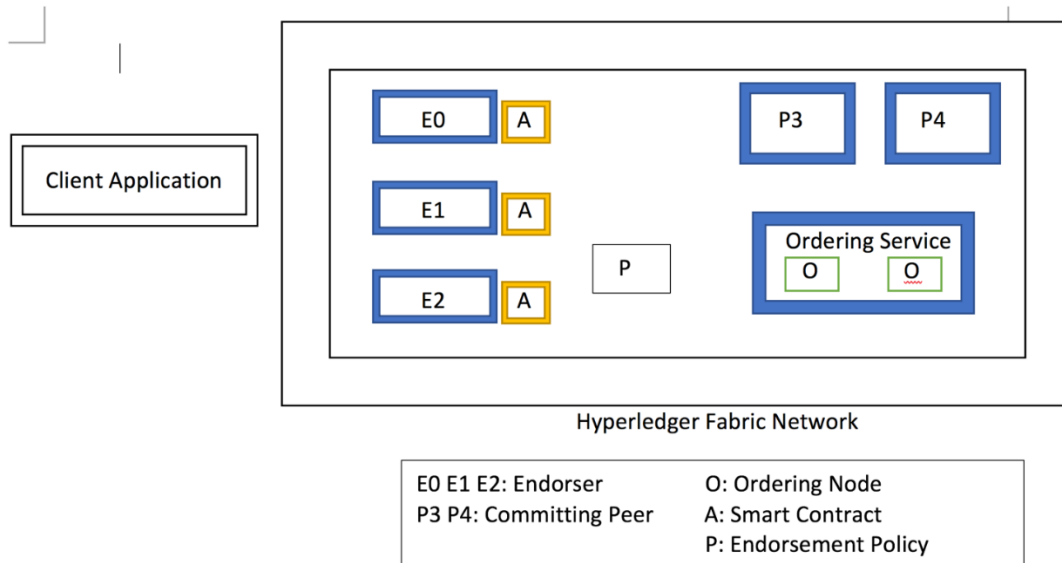 Client Application
E0 A
E1 A
E2 A
P
P3
P4
Ordering Service
O O
Hyperledger Fabric Network
E0 E1 E2: Endorser
P3 P4: Committing Peer
O: Ordering Node
A: Smart Contract
P: Endorsement Policy